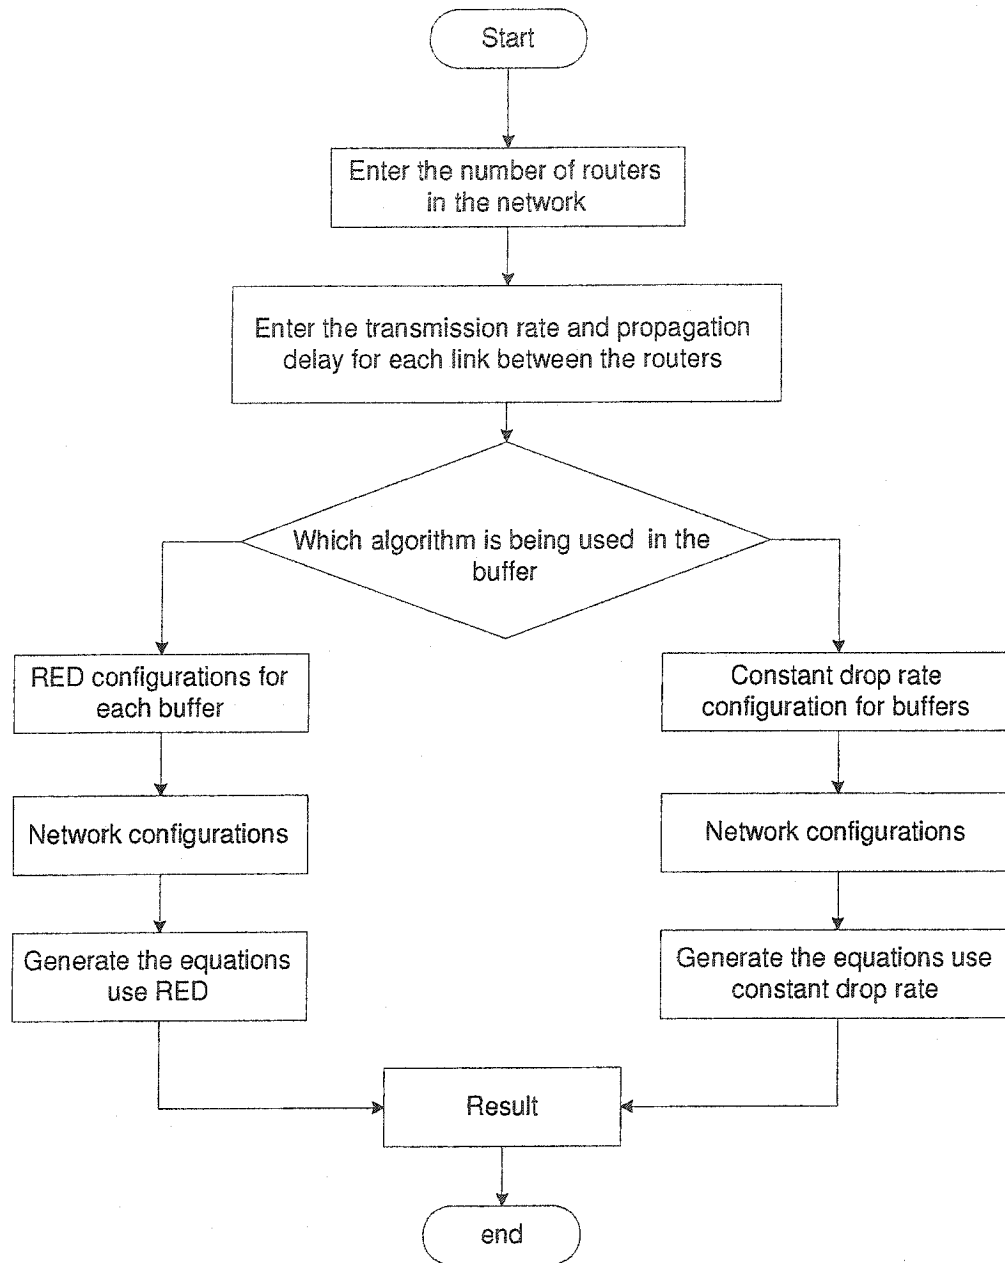 Start
Enter the number of routers
in the network
Enter the transmission rate and propagation
delay for each link between the routers
Which algorithm is being used in the
buffer
RED configurations for
each buffer
Constant drop rate
configuration for buffers
Network configurations
Network configurations
Generate the equations
use RED
Generate the equations use
constant drop rate
Result
end